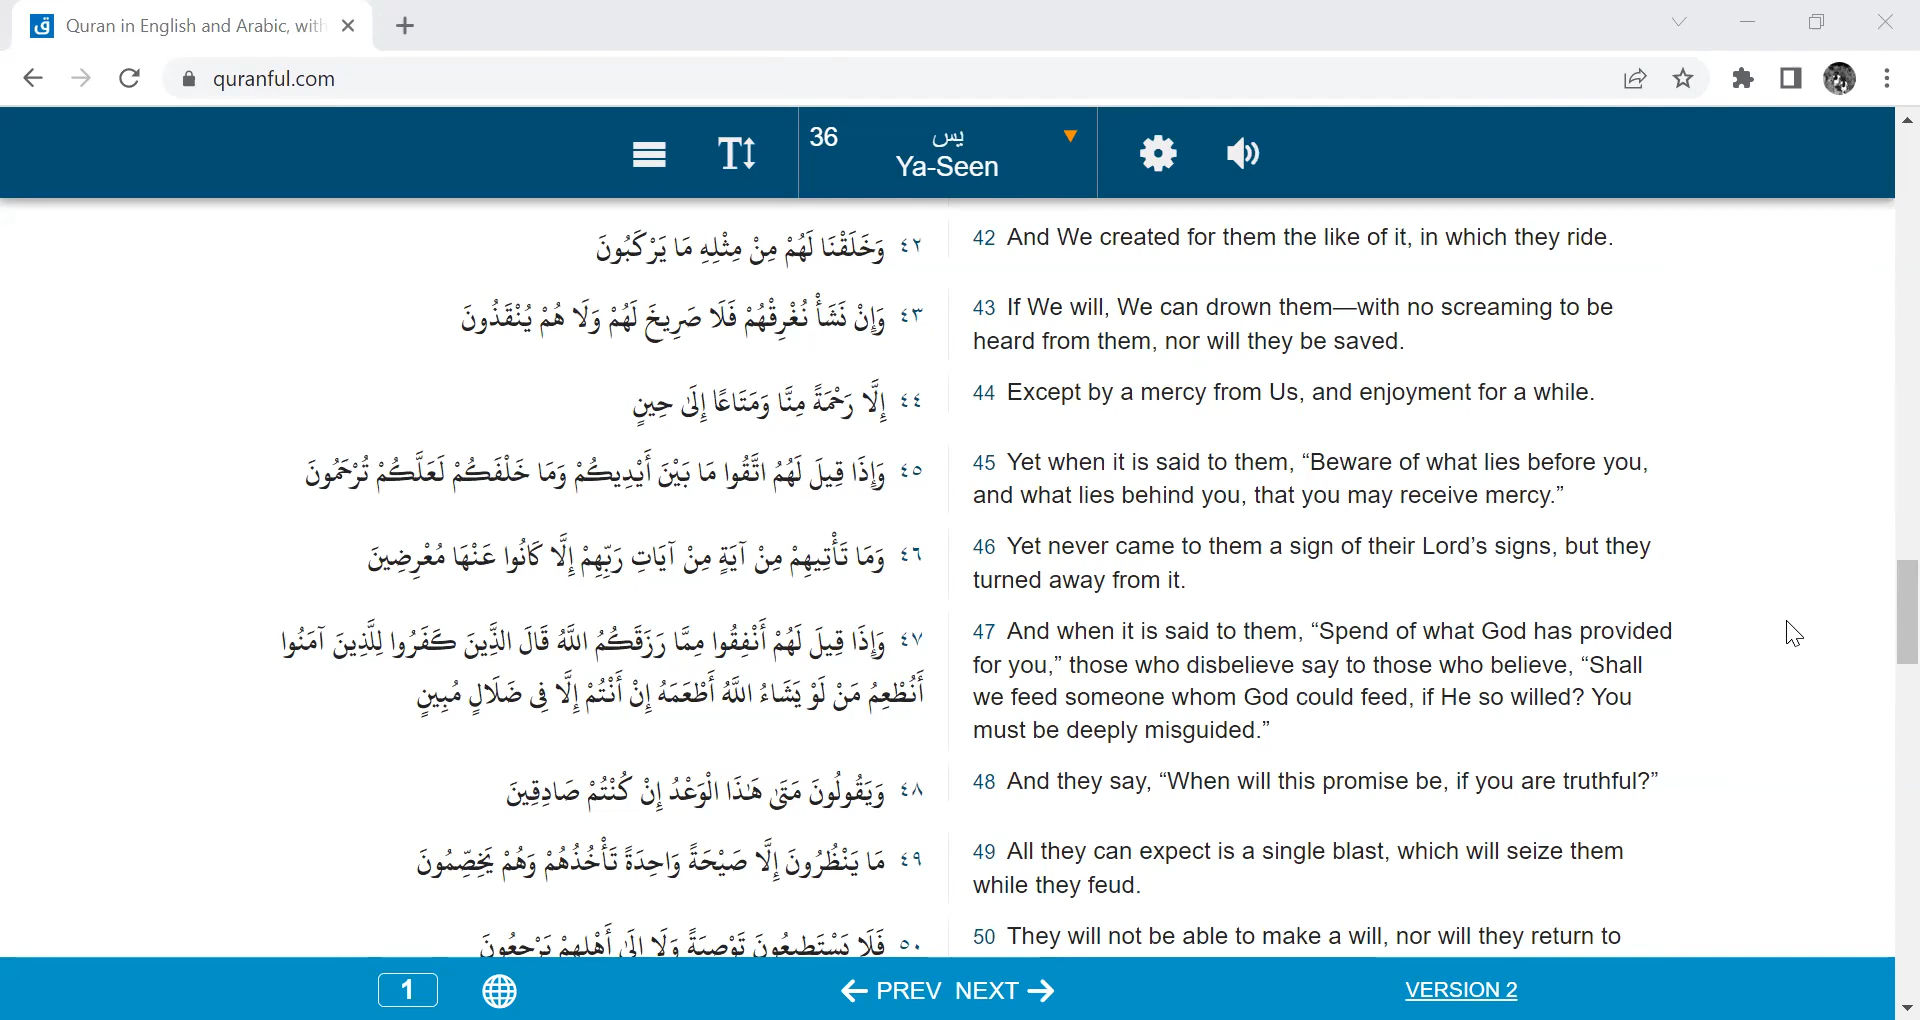 Quran in English and Arabic, with
quranful.com
36
يس
Ya-Seen
٤٢ وَخَلَقْنَا لَهُمْ مِنْ مِثْلِهِ مَا يَرْكَبُونَ
42 And We created for them the like of it, in which they ride.
٤٣ وَإِنْ نَشَأْ نُغْرِقْهُمْ فَلَا صَرِيخَ لَهُمْ وَلَا هُمْ يُنْقَذُونَ
43 If We will, We can drown them—with no screaming to be
heard from them, nor will they be saved.
٤٤ إِلَّا رَحْمَةً مِنَّا وَمَتَاعًا إِلَىٰ حِينٍ
44 Except by a mercy from Us, and enjoyment for a while.
٤٥ وَإِذَا قِيلَ لَهُمُ اتَّقُوا مَا بَيْنَ أَيْدِيكُمْ وَمَا خَلْفَكُمْ لَعَلَّكُمْ تُرْحَمُونَ
45 Yet when it is said to them, “Beware of what lies before you,
and what lies behind you, that you may receive mercy.”
٤٦ وَمَا تَأْتِيهِمْ مِنْ آيَةٍ مِنْ آيَاتِ رَبِّهِمْ إِلَّا كَانُوا عَنْهَا مُعْرِضِينَ
46 Yet never came to them a sign of their Lord’s signs, but they
turned away from it.
٤٧ وَإِذَا قِيلَ لَهُمْ أَنْفِقُوا مِمَّا رَزَقَكُمُ اللَّهُ قَالَ الَّذِينَ كَفَرُوا لِلَّذِينَ آمَنُوا
أَنُطْعِمُ مَنْ لَوْ يَشَاءُ اللَّهُ أَطْعَمَهُ إِنْ أَنْتُمْ إِلَّا فِي ضَلَالٍ مُبِينٍ
47 And when it is said to them, “Spend of what God has provided
for you,” those who disbelieve say to those who believe, “Shall
we feed someone whom God could feed, if He so willed? You
must be deeply misguided.”
٤٨ وَيَقُولُونَ مَتَىٰ هَٰذَا الْوَعْدُ إِنْ كُنْتُمْ صَادِقِينَ
48 And they say, “When will this promise be, if you are truthful?”
٤٩ مَا يَنْظُرُونَ إِلَّا صَيْحَةً وَاحِدَةً تَأْخُذُهُمْ وَهُمْ يَخِصِّمُونَ
49 All they can expect is a single blast, which will seize them
while they feud.
٥٠ فَلَا يَسْتَطِيعُونَ تَوْصِيَةً وَلَا إِلَىٰ أَهْلِهِمْ يَرْجِعُونَ
50 They will not be able to make a will, nor will they return to
1
PREV NEXT
VERSION 2